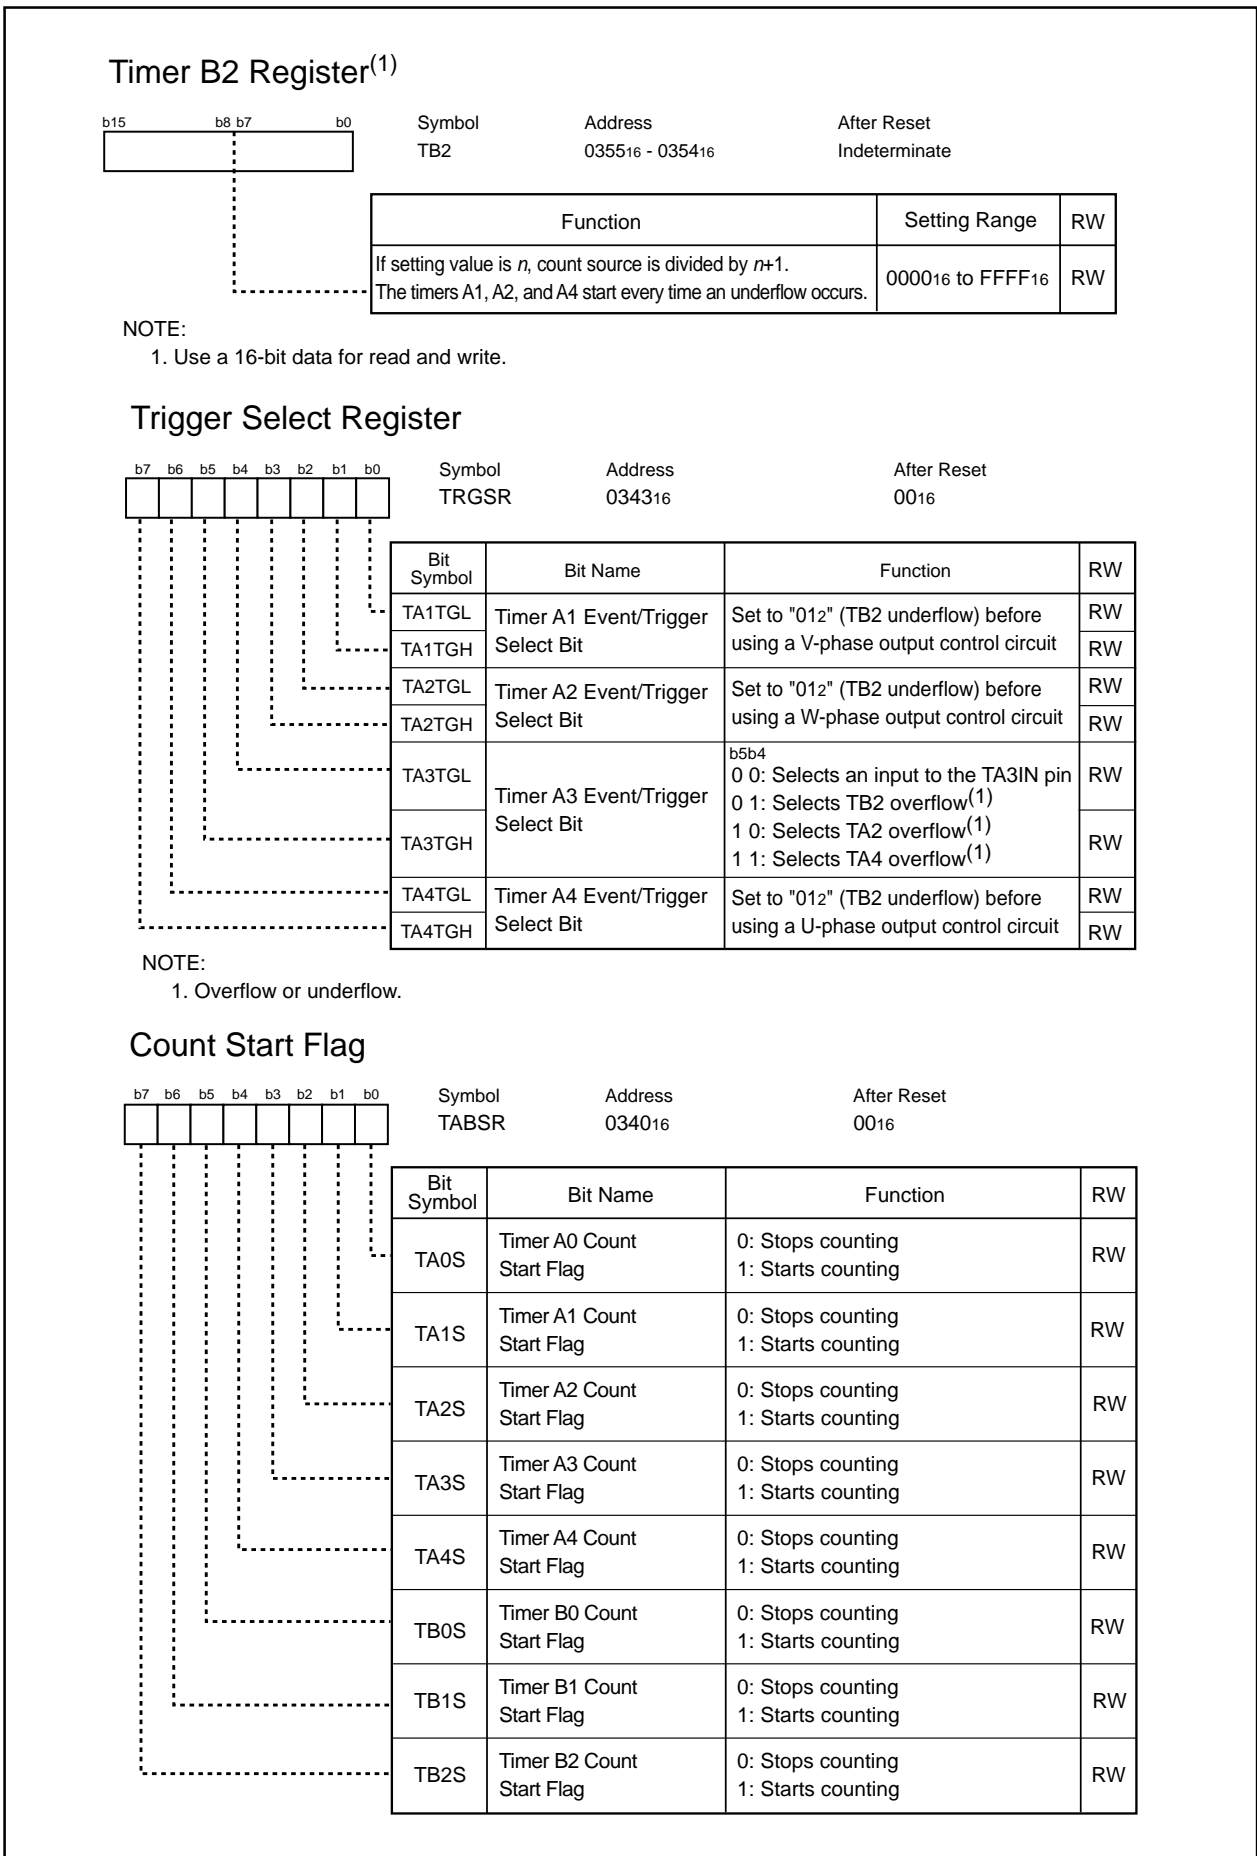 Timer B2 Register(1)
b15 b8 b7 b0 Symbol Address After Reset
TB2 035516 - 035416 Indeterminate
Function Setting Range RW
If setting value is n, count source is divided by n+1.
The timers A1, A2, and A4 start every time an underflow occurs.
000016 to FFFF16 RW
NOTE:
1. Use a 16-bit data for read and write.
Trigger Select Register
b7 b6 b5 b4 b3 b2 b1 b0 Symbol Address After Reset
TRGSR 034316 0016
Bit
Symbol
Bit Name Function RW
TA1TGL
TA1TGH
Timer A1 Event/Trigger
Select Bit
Set to "012" (TB2 underflow) before
using a V-phase output control circuit
RW
RW
TA2TGL
TA2TGH
Timer A2 Event/Trigger
Select Bit
Set to "012" (TB2 underflow) before
using a W-phase output control circuit
RW
RW
TA3TGL
TA3TGH
Timer A3 Event/Trigger
Select Bit
b5b4
0 0: Selects an input to the TA3IN pin
0 1: Selects TB2 overflow(1)
1 0: Selects TA2 overflow(1)
1 1: Selects TA4 overflow(1)
RW
RW
TA4TGL
TA4TGH
Timer A4 Event/Trigger
Select Bit
Set to "012" (TB2 underflow) before
using a U-phase output control circuit
RW
RW
NOTE:
1. Overflow or underflow.
Count Start Flag
b7 b6 b5 b4 b3 b2 b1 b0 Symbol Address After Reset
TABSR 034016 0016
Bit
Symbol
Bit Name Function RW
TA0S
Timer A0 Count
Start Flag
0: Stops counting
1: Starts counting
RW
TA1S
Timer A1 Count
Start Flag
0: Stops counting
1: Starts counting
RW
TA2S
Timer A2 Count
Start Flag
0: Stops counting
1: Starts counting
RW
TA3S
Timer A3 Count
Start Flag
0: Stops counting
1: Starts counting
RW
TA4S
Timer A4 Count
Start Flag
0: Stops counting
1: Starts counting
RW
TB0S
Timer B0 Count
Start Flag
0: Stops counting
1: Starts counting
RW
TB1S
Timer B1 Count
Start Flag
0: Stops counting
1: Starts counting
RW
TB2S
Timer B2 Count
Start Flag
0: Stops counting
1: Starts counting
RW